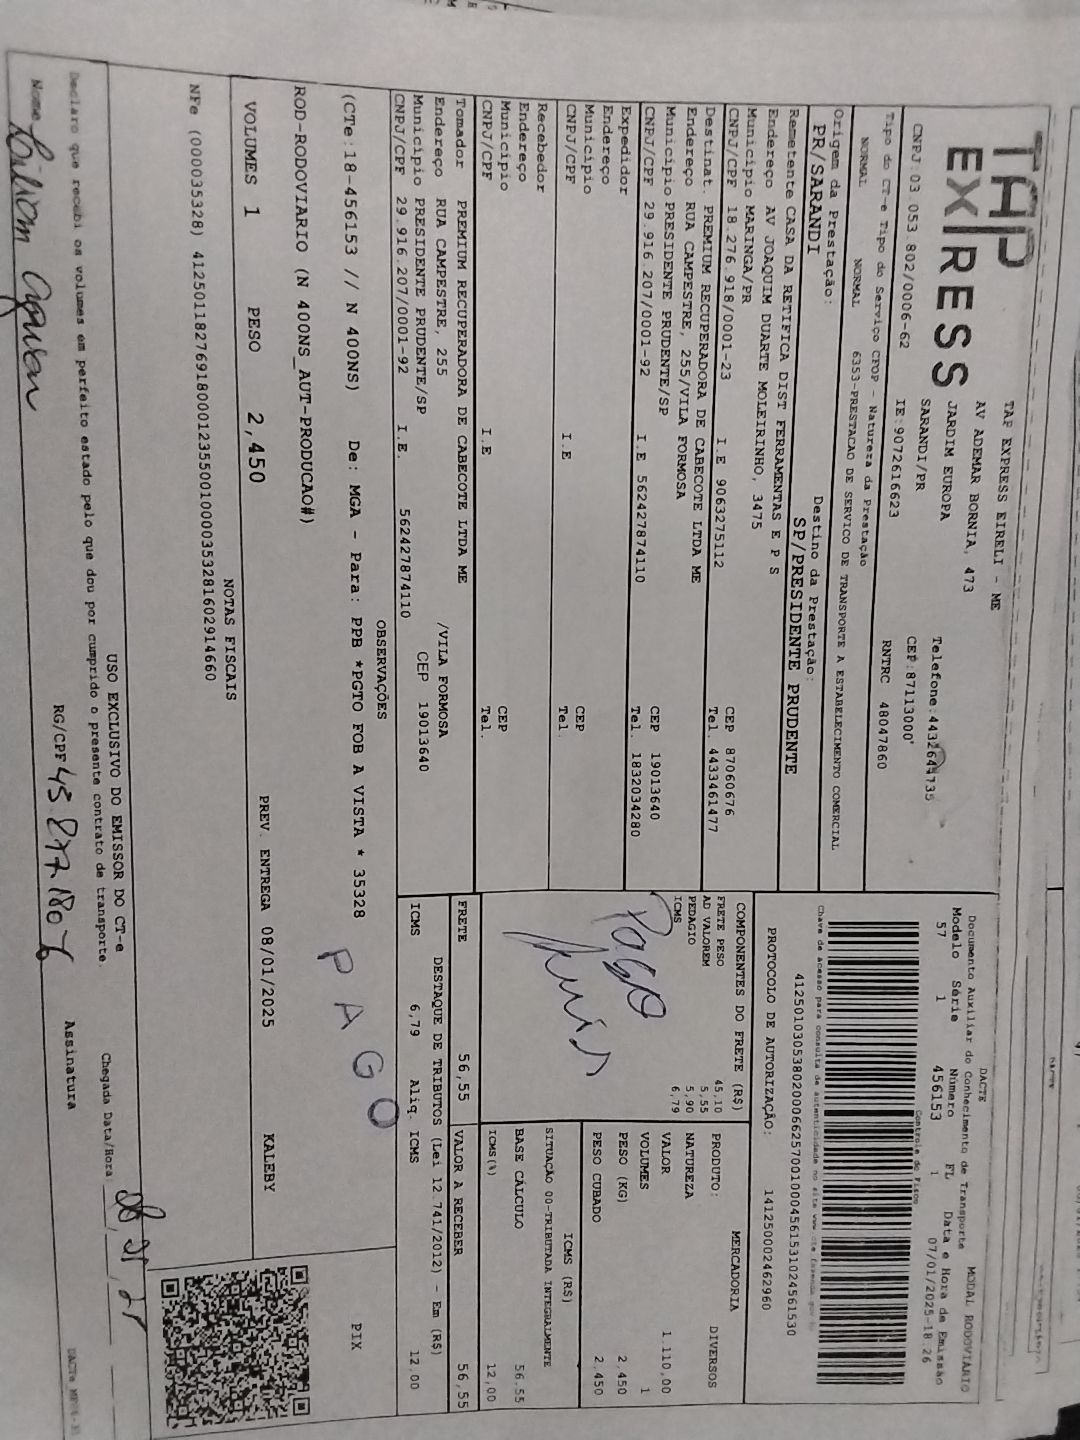 TAP
EXPRESS
TAP EXPRESS EIRELI - ME
AV ADEMAR BORNIA, 473
JARDIM EUROPA
SARANDI/PR
Telefone:4432644735
CEP:87113000
CNPJ:03.053.802/0006-62 IE:9072616623 RNTRC 48047860
Tipo do CT-e Tipo do Serviço CFOP - Natureza da Prestação
NORMAL NORMAL 6353-PRESTACAO DE SERVICO DE TRANSPORTE A ESTABELECIMENTO COMERCIAL
Origem da Prestação: Destino da Prestação:
PR/SARANDI SP/PRESIDENTE PRUDENTE
Remetente CASA DA RETIFICA DIST FERRAMENTAS E P S
Endereço AV JOAQUIM DUARTE MOLEIRINHO, 3475
Município MARINGA/PR CEP 87060676
CNPJ/CPF 18.276.918/0001-23 I.E 9063275112 Tel. 4433461477
Destinat. PREMIUM RECUPERADORA DE CABECOTE LTDA ME
Endereço RUA CAMPESTRE, 255/VILA FORMOSA
Município PRESIDENTE PRUDENTE/SP CEP 19013640
CNPJ/CPF 29.916.207/0001-92 I.E 562427874110 Tel. 1832034280
Expedidor
Endereço
Município CEP
CNPJ/CPF I.E Tel.
Recebedor
Endereço
Município CEP
CNPJ/CPF I.E Tel.
Tomador PREMIUM RECUPERADORA DE CABECOTE LTDA ME
Endereço RUA CAMPESTRE, 255 /VILA FORMOSA
Município PRESIDENTE PRUDENTE/SP CEP 19013640
CNPJ/CPF 29.916.207/0001-92 I.E. 562427874110
DACTE
Documento Auxiliar do Conhecimento de Transporte MODAL RODOVIÁRIO
Modelo Série Número FL Data e Hora de Emissão
57 1 456153 1 07/01/2025-18:26
Controle do Fisco
Chave de acesso para consulta de autenticidade no site
41250103053802000662570010004561531024561530
PROTOCOLO DE AUTORIZAÇÃO: 141250002462960
COMPONENTES DO FRETE (R$)
FRETE PESO 45,10
AD VALOREM 5,55
PEDAGIO 5,90
ICMS 6,79
Pago
MERCADORIA
PRODUTO: DIVERSOS
NATUREZA
VALOR 1.110,00
VOLUMES 1
PESO (KG) 2,450
PESO CUBADO 2,450
ICMS (R$)
SITUAÇÃO 00-TRIBUTADA INTEGRALMENTE
BASE CÁLCULO 56,55
ICMS(%) 12,00
FRETE 56,55 VALOR A RECEBER 56,55
DESTAQUE DE TRIBUTOS (Lei 12.741/2012) - Em (R$)
ICMS 6,79 Aliq. ICMS 12,00
OBSERVAÇÕES
(CTe:18-456153 // N 400NS) De: MGA - Para: PPB *PGTO FOB A VISTA * 35328
PAGO
ROD-RODOVIARIO (N 400NS_AUT-PRODUCAO#)
PIX
VOLUMES 1 PESO 2,450 PREV. ENTREGA 08/01/2025 KALEBY
NOTAS FISCAIS
NFe (000035328) 41250118276918000123550010000353281602914660
USO EXCLUSIVO DO EMISSOR DO CT-e
Declaro que recebi os volumes em perfeito estado pelo que dou por cumprido o presente contrato de transporte. Chegada Data/Hora
Nome RG/CPF Assinatura